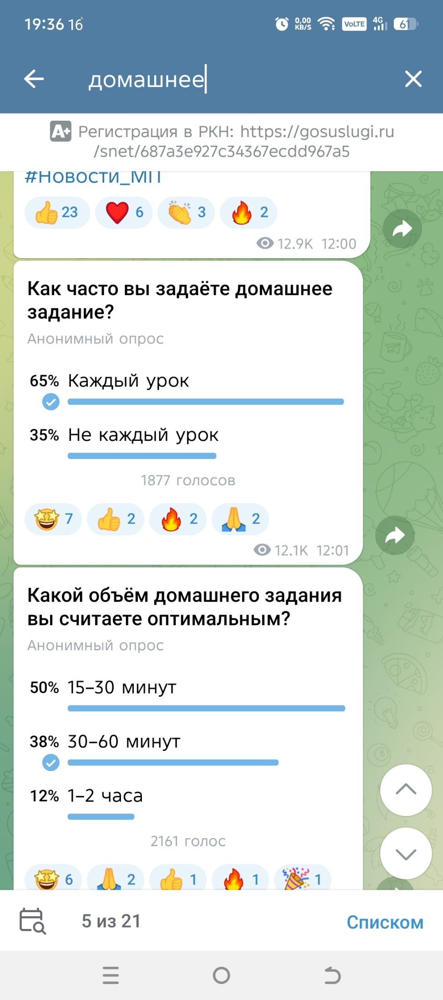 19:36 16°
0,00
KB/S
VoLTE
4G
61
домашнее
A+ Регистрация в РКН: https://gosuslugi.ru
/snet/687a3e927c34367ecdd967a5
#Новости_МП
23
6
3
2
12.9K 12:00
Как часто вы задаёте домашнее
задание?
Анонимный опрос
65% Каждый урок
35% Не каждый урок
1877 голосов
7
2
2
2
12.1K 12:01
Какой объём домашнего задания
вы считаете оптимальным?
Анонимный опрос
50% 15–30 минут
38% 30–60 минут
12% 1–2 часа
2161 голос
6
2
1
1
1
5 из 21
Списком